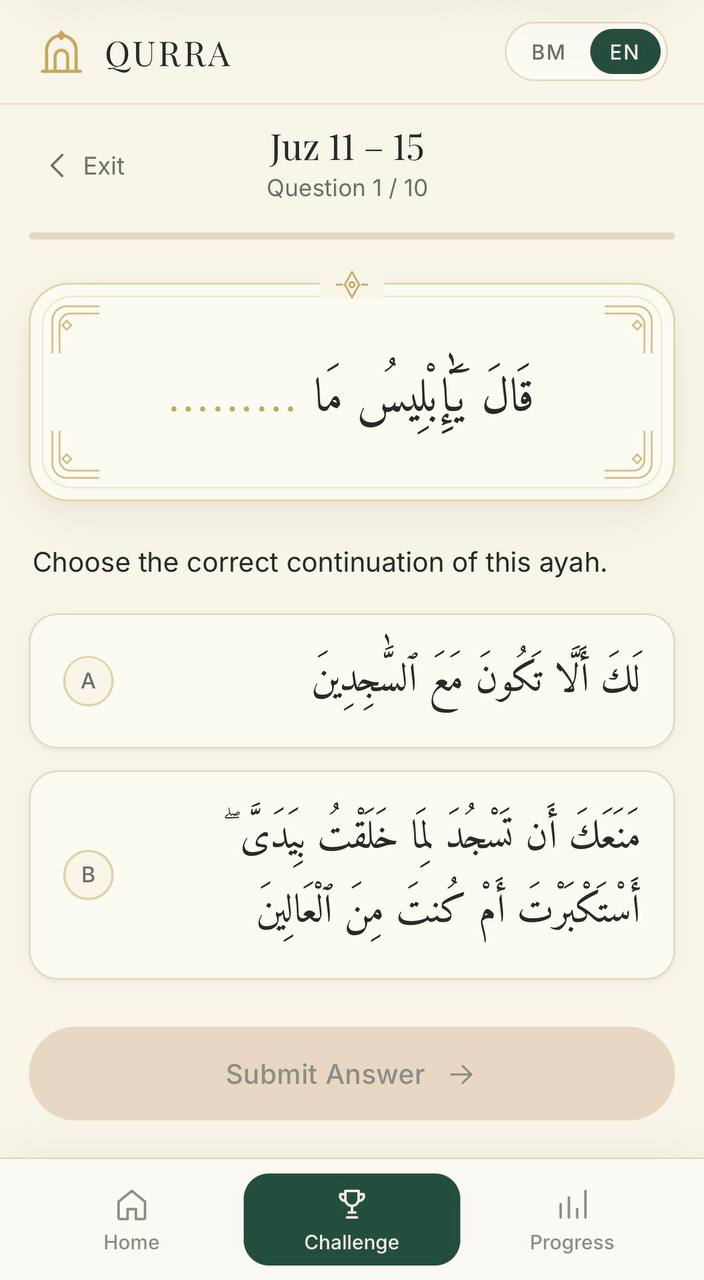 QURRA
BM EN
Exit
Juz 11 – 15
Question 1 / 10
قَالَ يَـٰٓإِبْلِيسُ مَا .........
Choose the correct continuation of this ayah.
A
لَكَ أَلَّا تَكُونَ مَعَ ٱلسَّـٰجِدِينَ
B
مَنَعَكَ أَن تَسْجُدَ لِمَا خَلَقْتُ بِيَدَىَّ ۖ
أَسْتَكْبَرْتَ أَمْ كُنتَ مِنَ ٱلْعَالِينَ
Submit Answer →
Home
Challenge
Progress